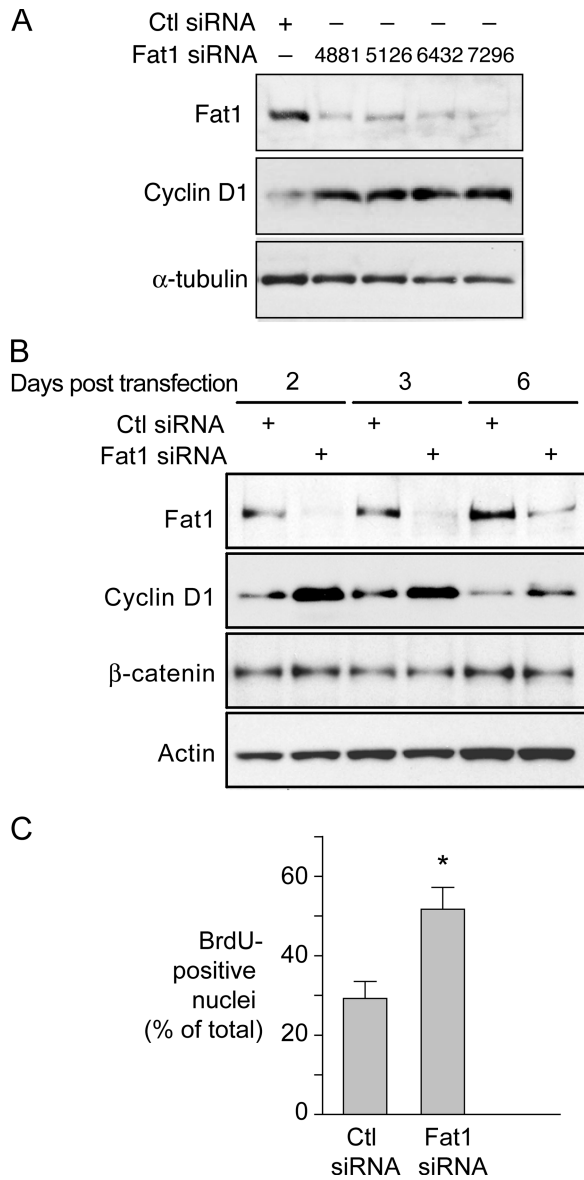 A
Ctl siRNA + – – – –
Fat1 siRNA – 4881 5126 6432 7296
Fat1
Cyclin D1
α-tubulin
B
Days post transfection 2 3 6
Ctl siRNA + + +
Fat1 siRNA + + +
Fat1
Cyclin D1
β-catenin
Actin
C
60
40
20
0
BrdU-
positive
nuclei
(% of total)
*
Ctl
siRNA
Fat1
siRNA